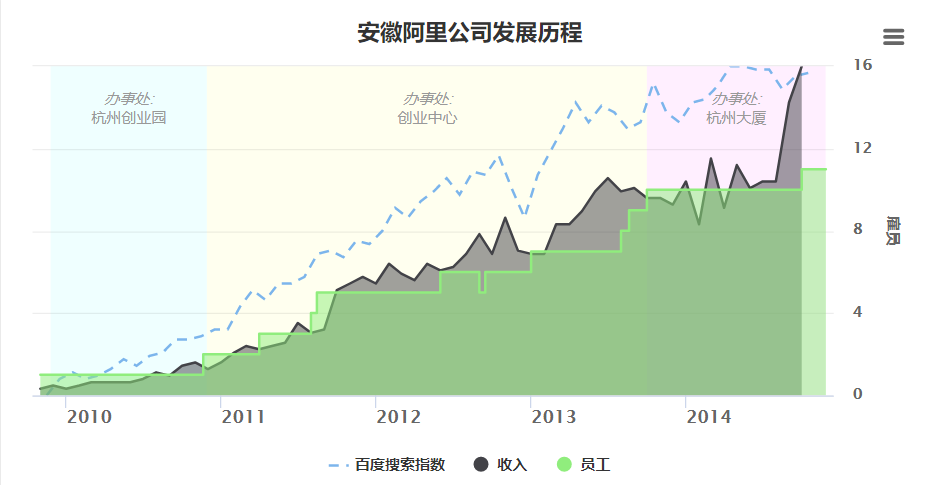 安徽阿里公司发展历程
办事处:
杭州创业园
办事处:
创业中心
办事处:
杭州大厦
16
12
8
4
0
雇员
2010
2011
2012
2013
2014
百度搜索指数
收入
员工